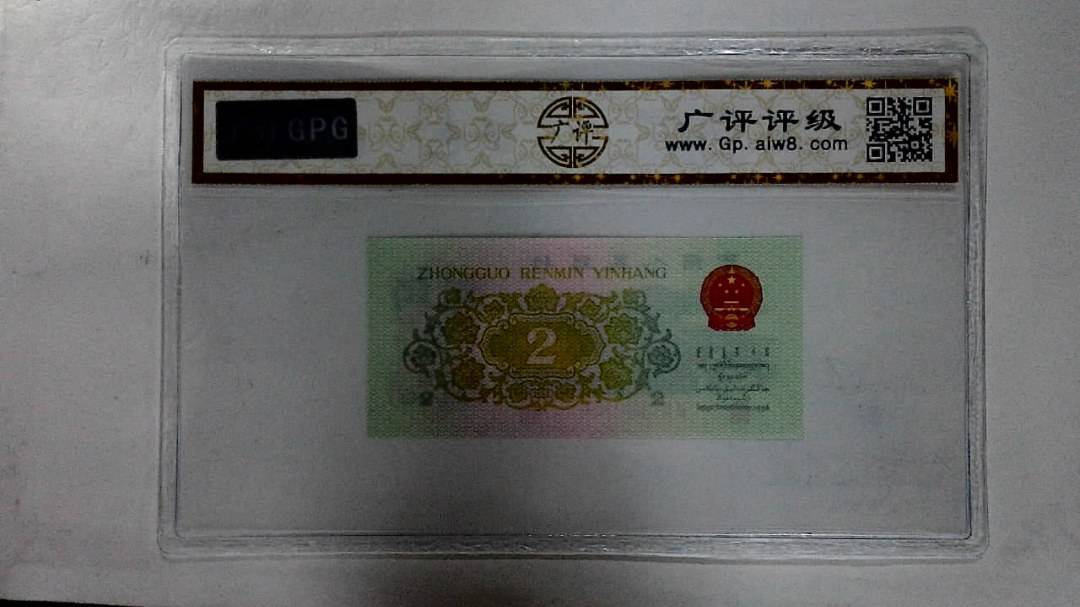 GPG
广评
广评评级
www. Gp. aiw8. com
ZHONGGUO RENMIN YINHANG
2
2
2